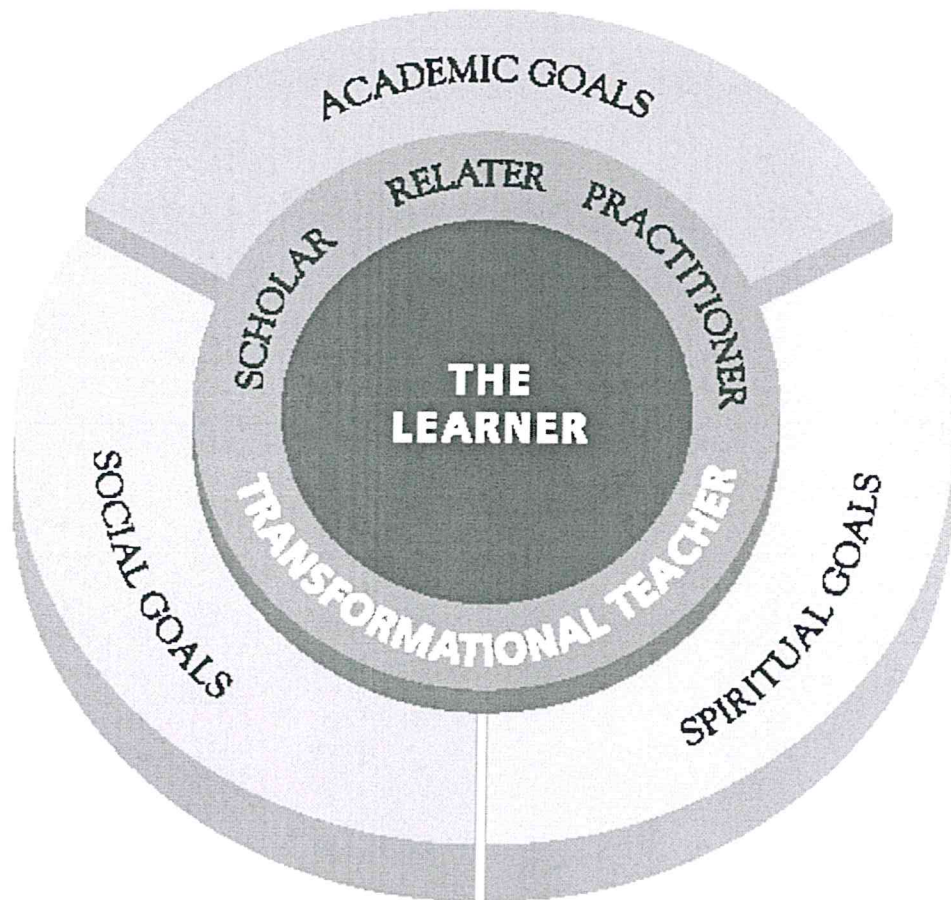 ACADEMIC GOALS
SCHOLAR
RELATER
PRACTITIONER
THE
LEARNER
TRANSFORMATIONAL TEACHER
SOCIAL GOALS
SPIRITUAL GOALS